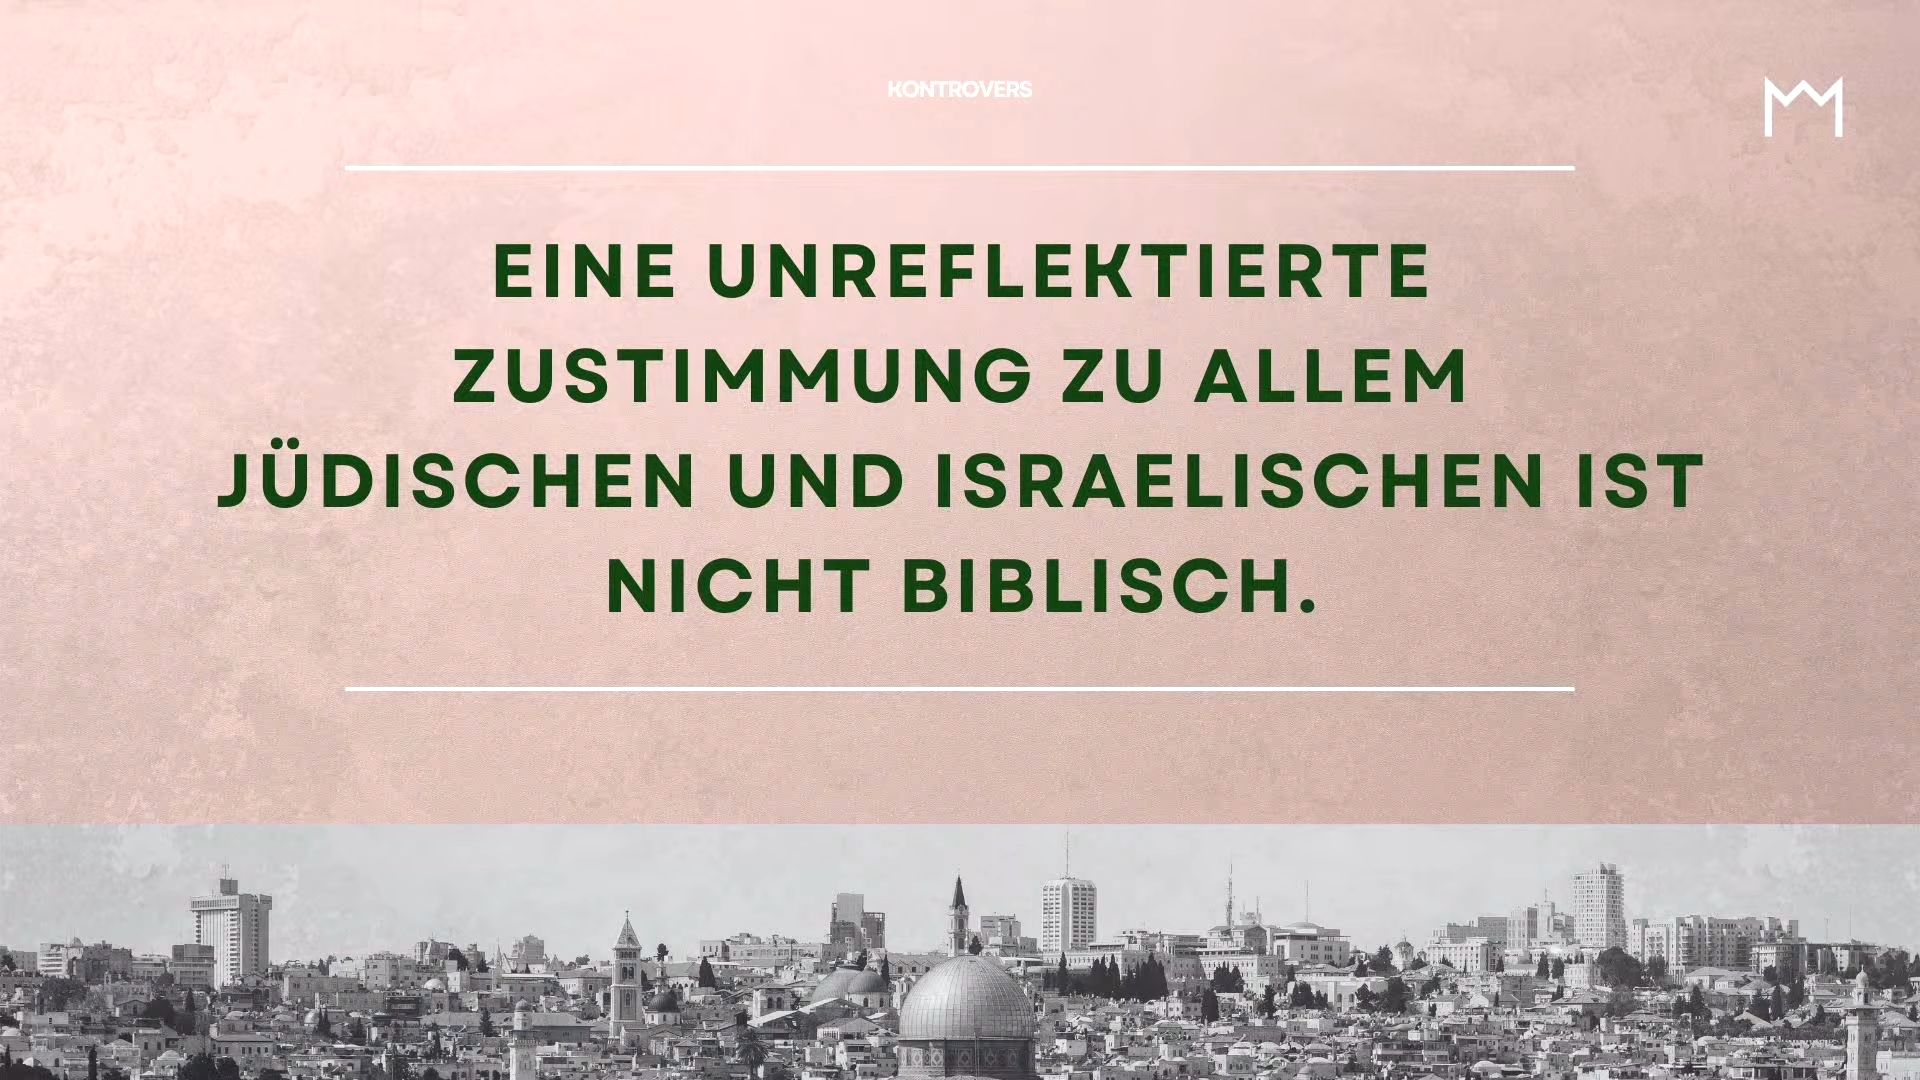 KONTROVERS
EINE UNREFLEKTIERTE
ZUSTIMMUNG ZU ALLEM
JÜDISCHEN UND ISRAELISCHEN IST
NICHT BIBLISCH.